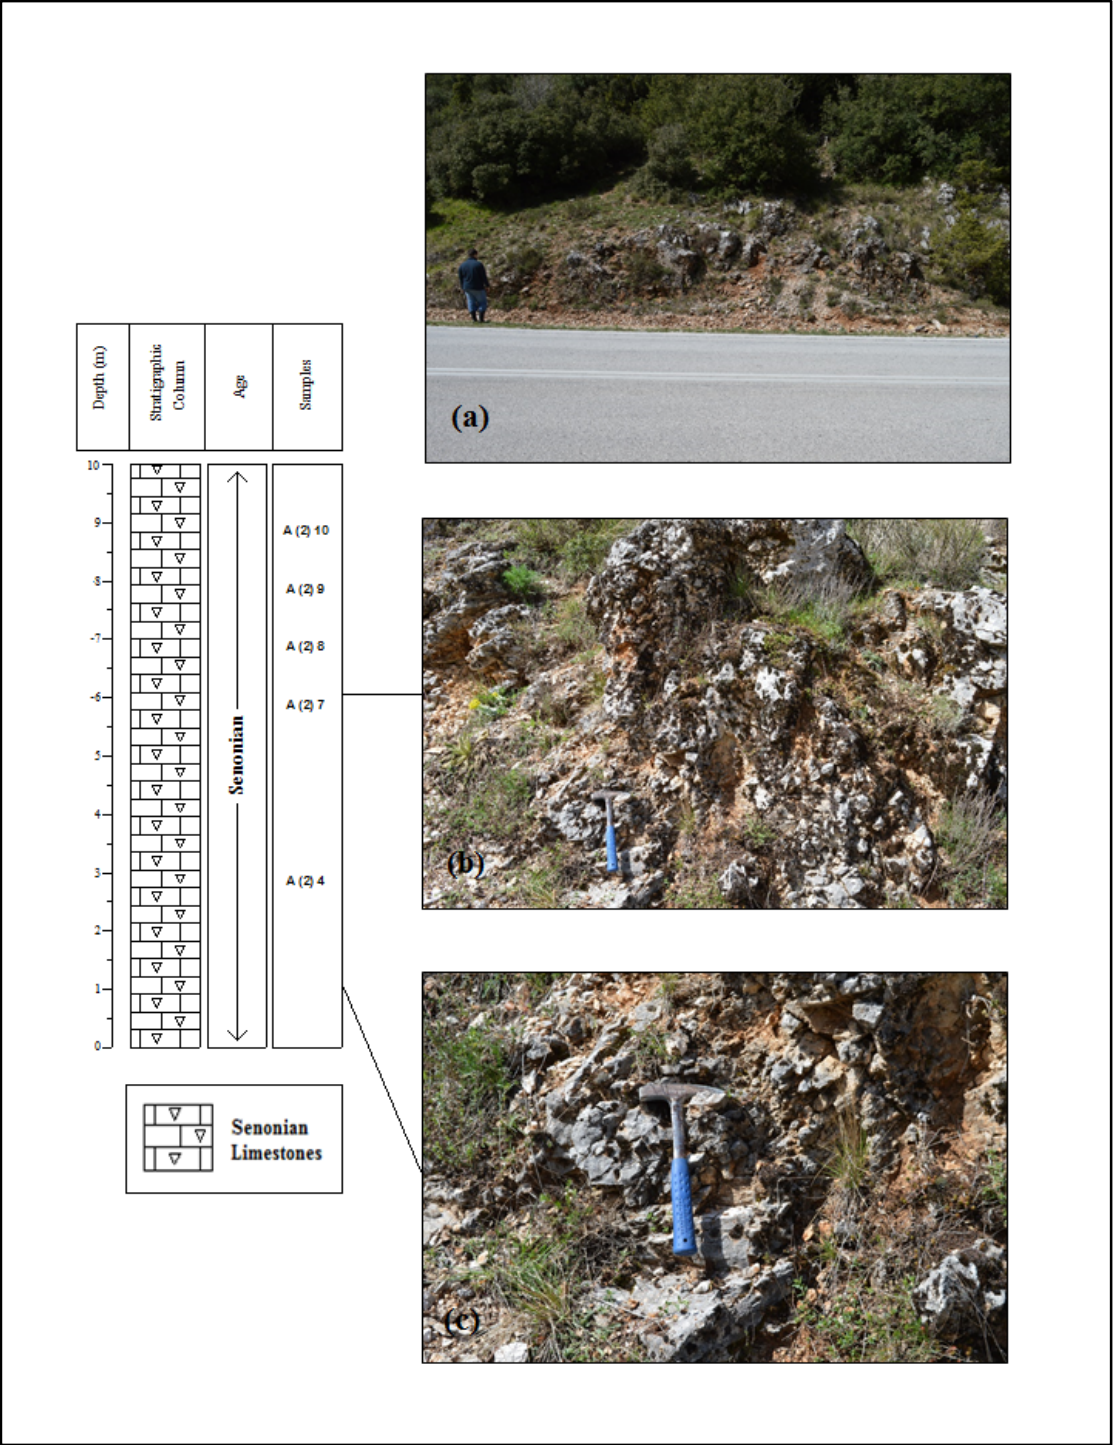 (a)
Depth (m)
Stratigraphic
Column
Age
Samples
10
9
-8
-7
-6
5
4
3
2
1
0
Senonian
A (2) 10
A (2) 9
A (2) 8
A (2) 7
A (2) 4
(b)
(c)
Senonian
Limestones